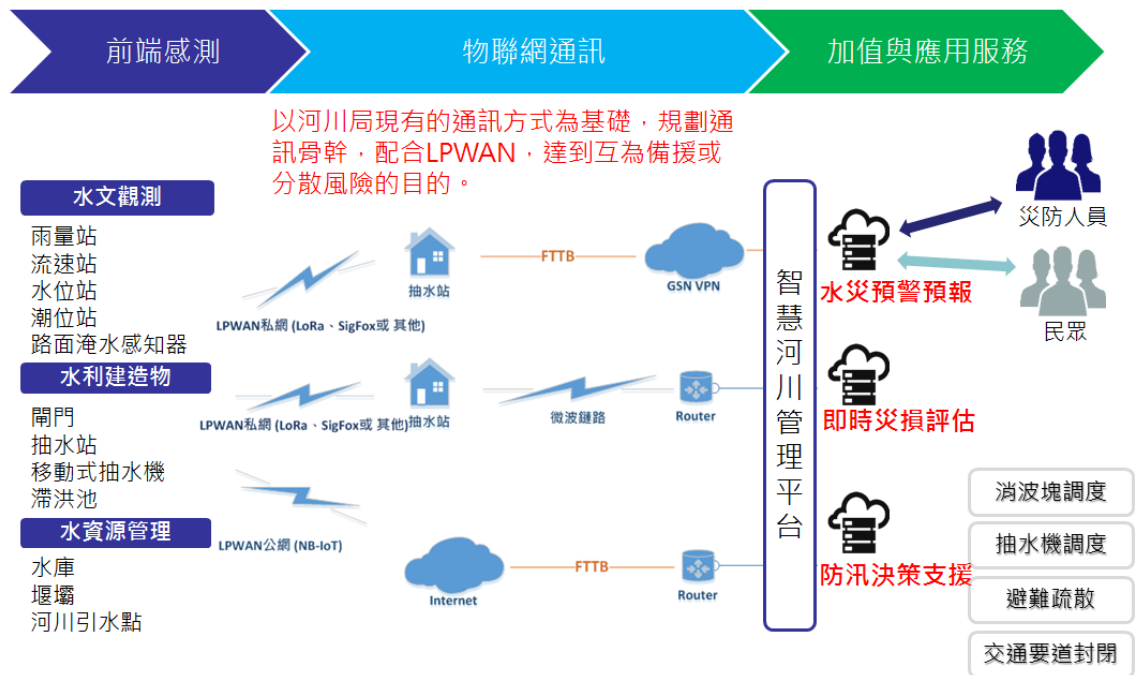 前端感測
物聯網通訊
加值與應用服務
以河川局現有的通訊方式為基礎，規劃通
訊骨幹，配合LPWAN，達到互為備援或
分散風險的目的。
水文觀測
雨量站
流速站
水位站
潮位站
路面淹水感知器
水利建造物
閘門
抽水站
移動式抽水機
滯洪池
水資源管理
水庫
堰壩
河川引水點
LPWAN私網 (LoRa、SigFox或 其他)
抽水站
FTTB
GSN VPN
LPWAN私網 (LoRa、SigFox或 其他)
抽水站
微波鏈路
Router
LPWAN公網 (NB-IoT)
Internet
FTTB
Router
智慧河川管理平台
水災預警預報
即時災損評估
防汛決策支援
災防人員
民眾
消波塊調度
抽水機調度
避難疏散
交通要道封閉